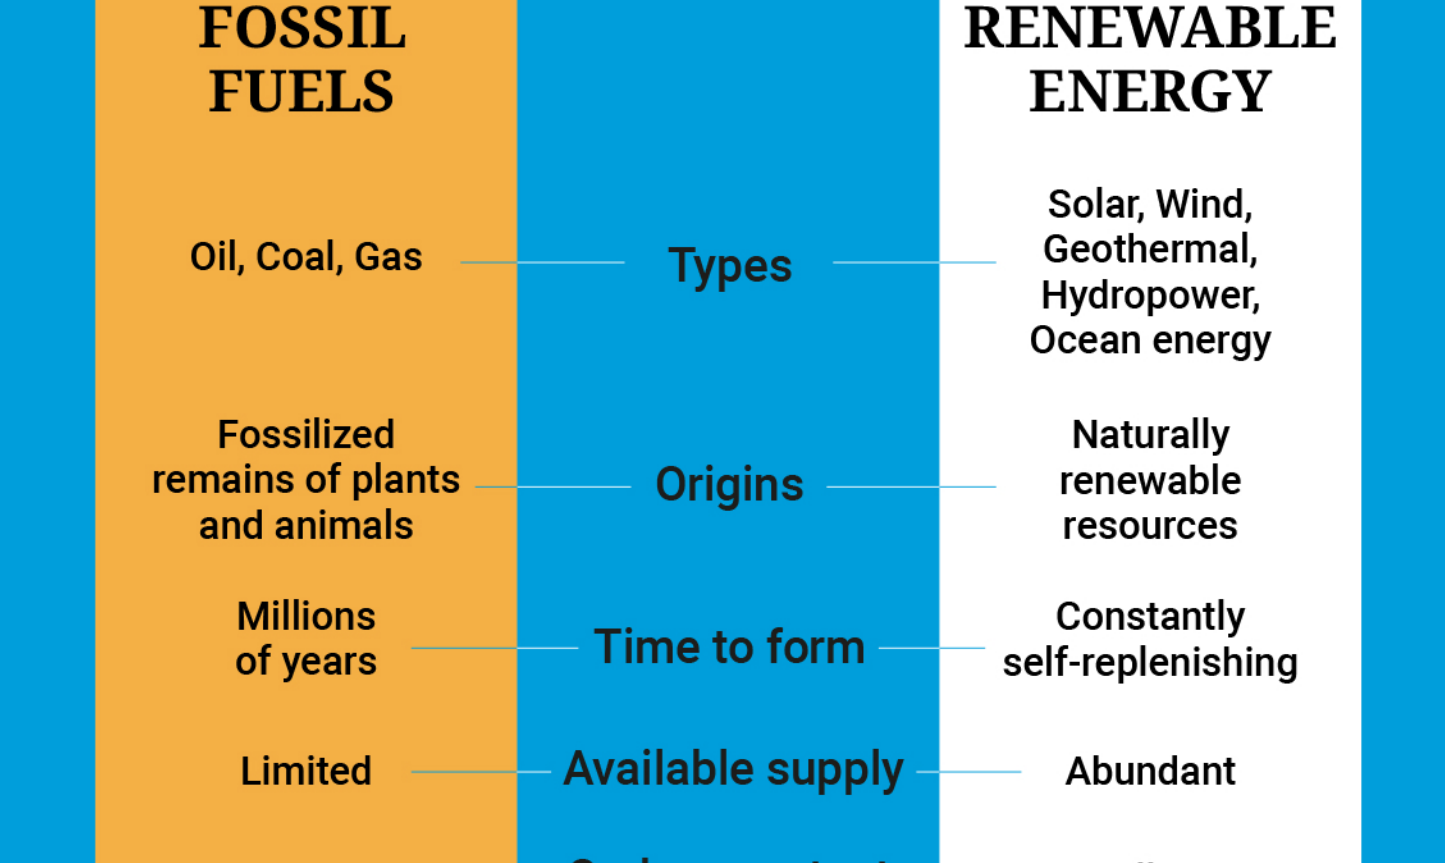 FOSSIL
FUELS
RENEWABLE
ENERGY
Oil, Coal, Gas
Types
Solar, Wind,
Geothermal,
Hydropower,
Ocean energy
Fossilized
remains of plants
and animals
Origins
Naturally
renewable
resources
Millions
of years
Time to form
Constantly
self-replenishing
Limited
Available supply
Abundant